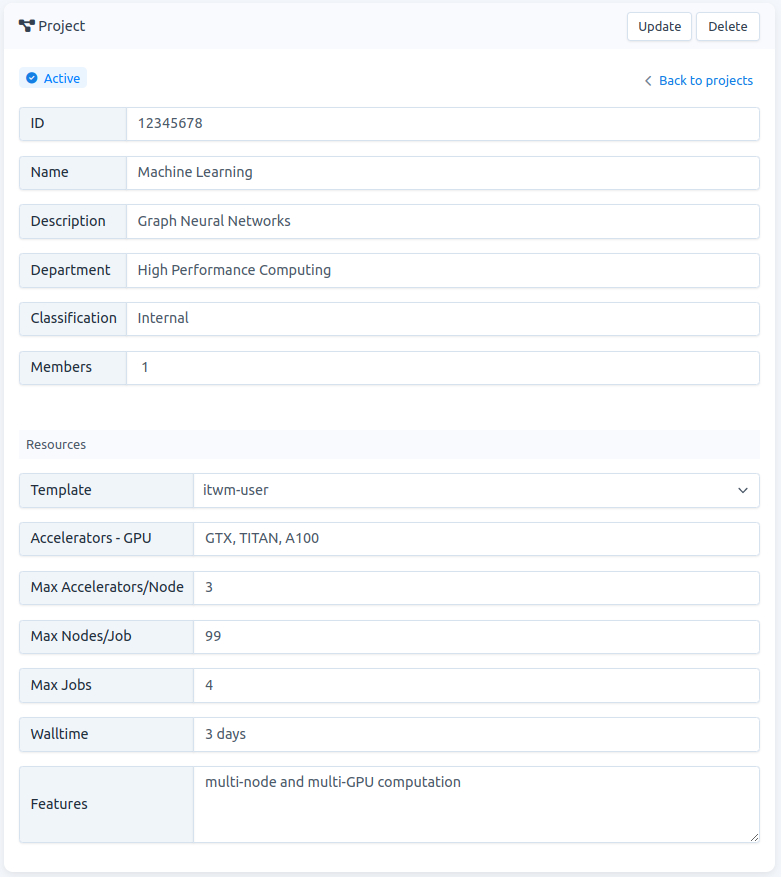 Project
Update
Delete
Active
Back to projects
ID 12345678
Name Machine Learning
Description Graph Neural Networks
Department High Performance Computing
Classification Internal
Members 1
Resources
Template itwm-user
Accelerators - GPU GTX, TITAN, A100
Max Accelerators/Node 3
Max Nodes/Job 99
Max Jobs 4
Walltime 3 days
Features multi-node and multi-GPU computation